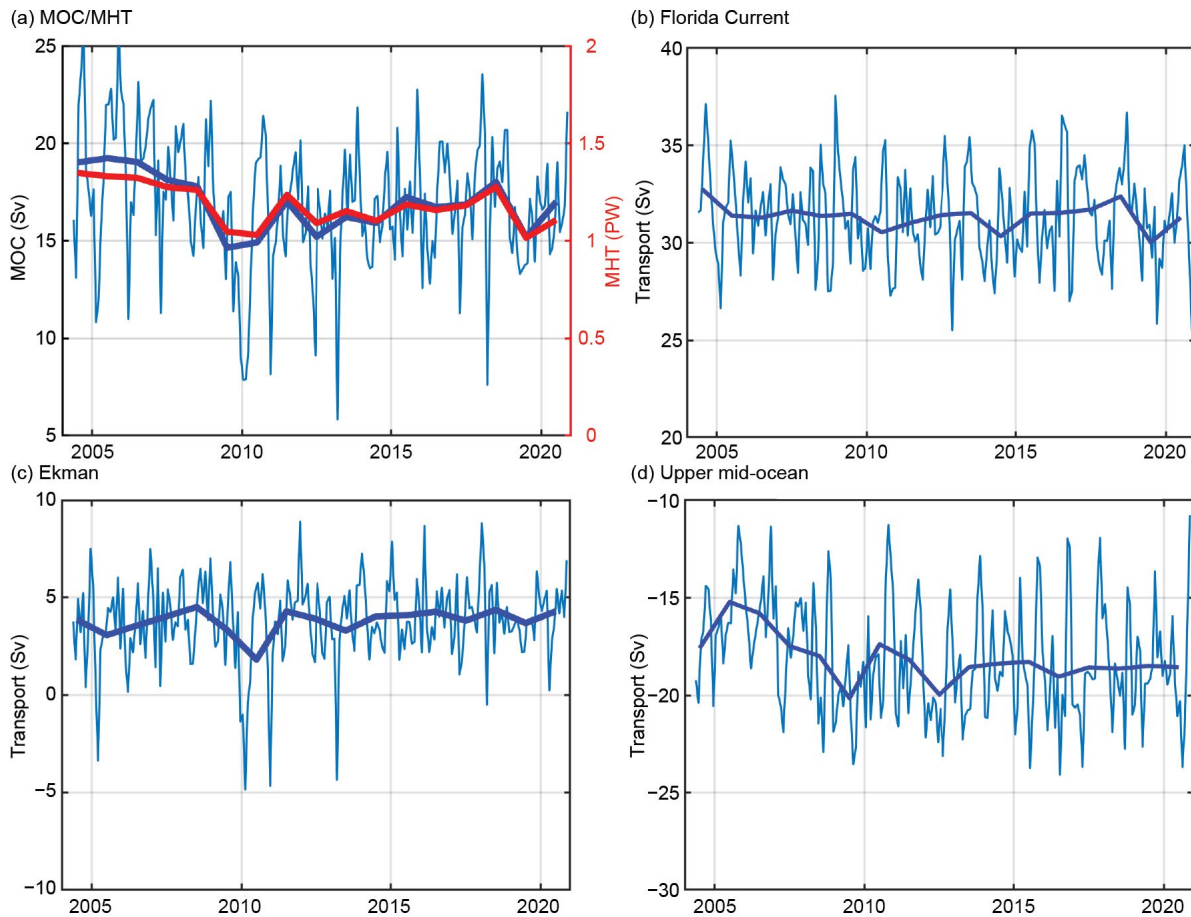 (a) MOC/MHT
25
20
15
10
5
MOC (Sv)
2
1.5
1
0.5
0
MHT (PW)
2005 2010 2015 2020
(b) Florida Current
40
35
30
25
20
Transport (Sv)
2005 2010 2015 2020
(c) Ekman
10
5
0
−5
−10
Transport (Sv)
2005 2010 2015 2020
(d) Upper mid-ocean
−10
−15
−20
−25
−30
Transport (Sv)
2005 2010 2015 2020